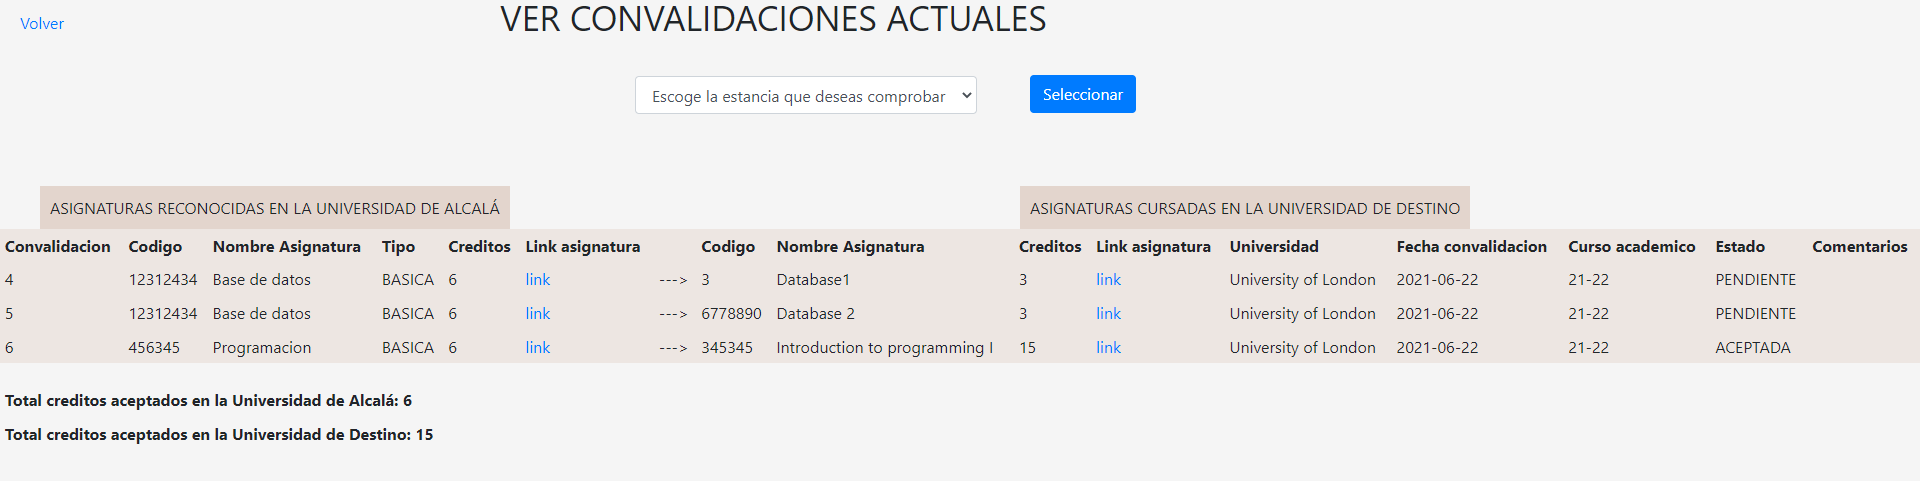 Volver
VER CONVALIDACIONES ACTUALES
Escoge la estancia que deseas comprobar
Seleccionar
ASIGNATURAS RECONOCIDAS EN LA UNIVERSIDAD DE ALCALÁ
ASIGNATURAS CURSADAS EN LA UNIVERSIDAD DE DESTINO
Convalidacion Codigo Nombre Asignatura Tipo Creditos Link asignatura Codigo Nombre Asignatura Creditos Link asignatura Universidad Fecha convalidacion Curso academico Estado Comentarios
4 12312434 Base de datos BASICA 6 link ---> 3 Database1 3 link University of London 2021-06-22 21-22 PENDIENTE
5 12312434 Base de datos BASICA 6 link ---> 6778890 Database 2 3 link University of London 2021-06-22 21-22 PENDIENTE
6 456345 Programacion BASICA 6 link ---> 345345 Introduction to programming I 15 link University of London 2021-06-22 21-22 ACEPTADA
Total creditos aceptados en la Universidad de Alcalá: 6
Total creditos aceptados en la Universidad de Destino: 15